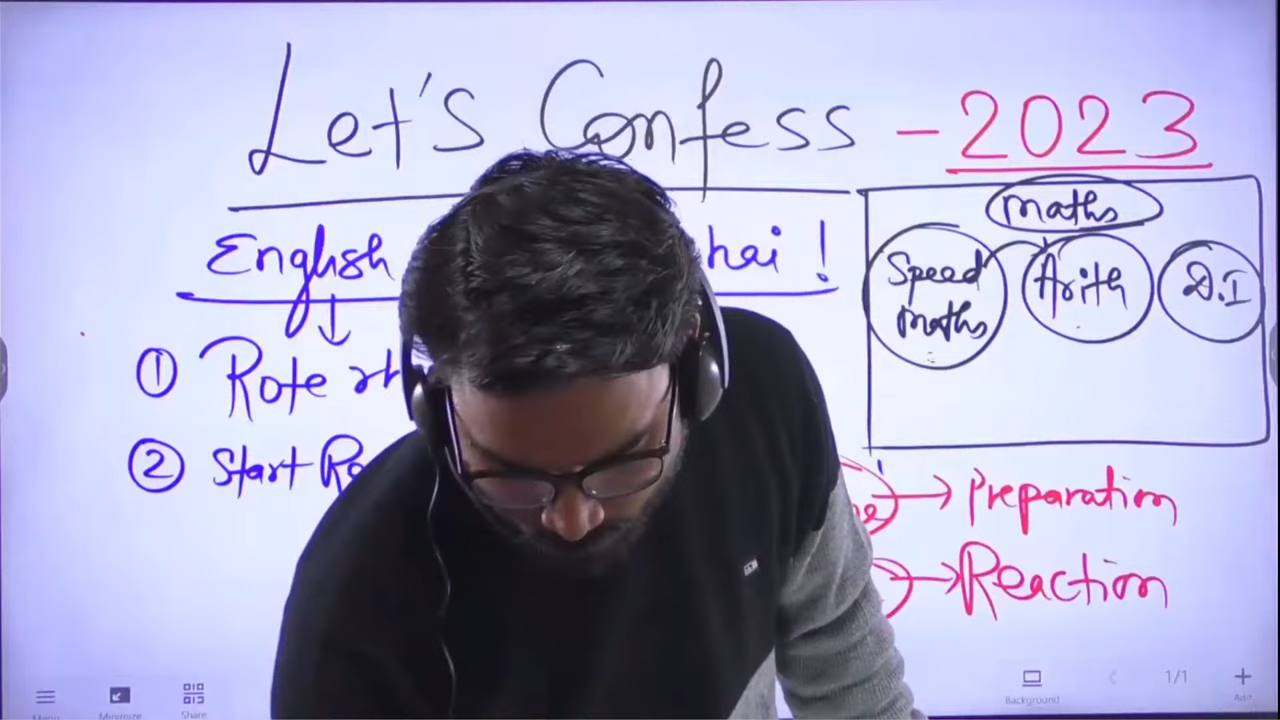 Let's Confess - 2023
English hai !
maths
Speed maths Arith D.I
① Rote
② Start
→ Preparation
→ Reaction
Menu Minimize Share
Background 1/1 Add